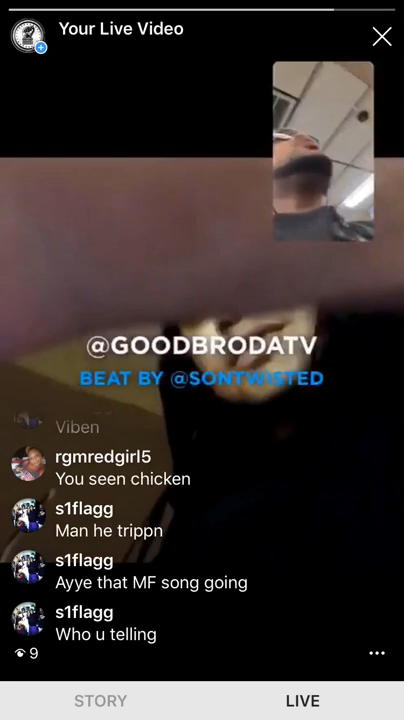 Your Live Video
@GOODBRODATV
BEAT BY @SONTWISTED
Viben
rgmredgirl5
You seen chicken
s1flagg
Man he trippn
s1flagg
Ayye that MF song going
s1flagg
Who u telling
9
STORY
LIVE